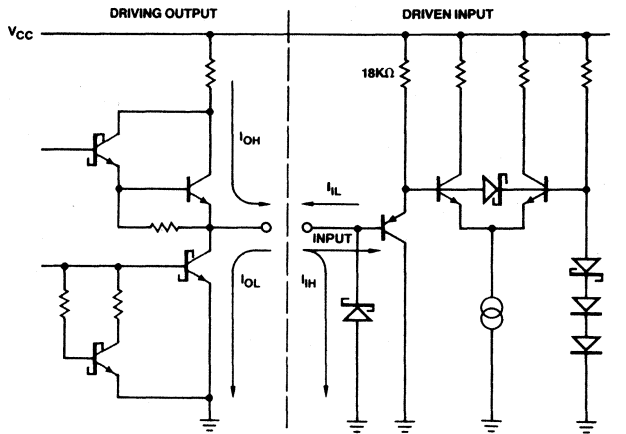 DRIVING OUTPUT
DRIVEN INPUT
VCC
18KΩ
IOH
IIL
INPUT
IOL
IIH